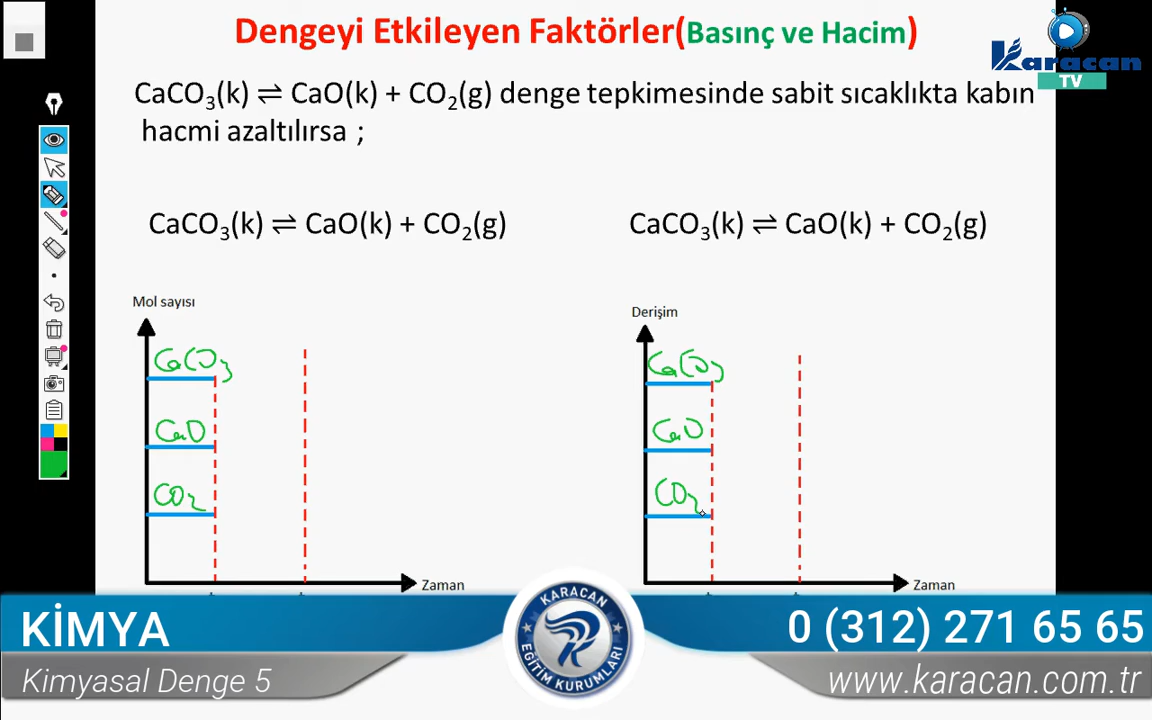 Dengeyi Etkileyen Faktörler(Basınç ve Hacim)
Karacan
TV
CaCO₃(k) ⇌ CaO(k) + CO₂(g) denge tepkimesinde sabit sıcaklıkta kabın
hacmi azaltılırsa ;
CaCO₃(k) ⇌ CaO(k) + CO₂(g)
CaCO₃(k) ⇌ CaO(k) + CO₂(g)
Mol sayısı
CaCO₃
CaO
CO₂
Zaman
Derişim
CaCO₃
CaO
CO₂
Zaman
KİMYA
Kimyasal Denge 5
KARACAN
EĞİTİM KURUMLARI
0 (312) 271 65 65
www.karacan.com.tr